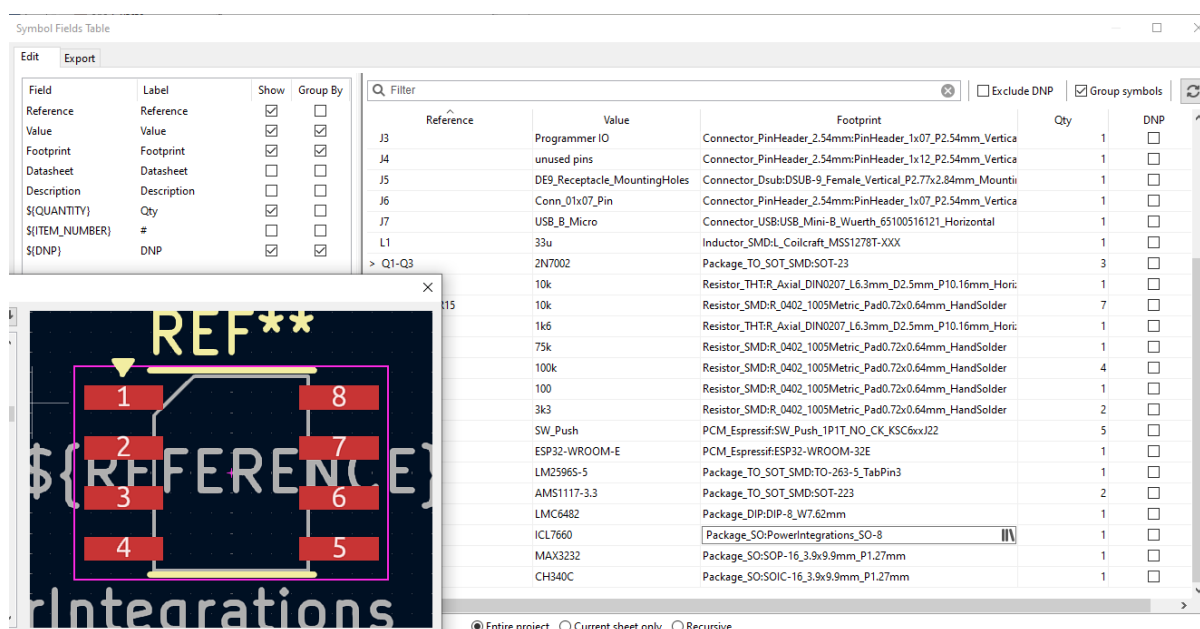 Symbol Fields Table
Edit Export
Field Label Show Group By
Reference Reference
Value Value
Footprint Footprint
Datasheet Datasheet
Description Description
${QUANTITY} Qty
${ITEM_NUMBER} #
${DNP} DNP
Filter Exclude DNP Group symbols
Reference Value Footprint Qty DNP
J3 Programmer IO Connector_PinHeader_2.54mm:PinHeader_1x07_P2.54mm_Vertica 1
J4 unused pins Connector_PinHeader_2.54mm:PinHeader_1x12_P2.54mm_Vertica 1
J5 DE9_Receptacle_MountingHoles Connector_Dsub:DSUB-9_Female_Vertical_P2.77x2.84mm_Mounti 1
J6 Conn_01x07_Pin Connector_PinHeader_2.54mm:PinHeader_1x07_P2.54mm_Vertica 1
J7 USB_B_Micro Connector_USB:USB_Mini-B_Wuerth_65100516121_Horizontal 1
L1 33u Inductor_SMD:L_Coilcraft_MSS1278T-XXX 1
> Q1-Q3 2N7002 Package_TO_SOT_SMD:SOT-23 3
10k Resistor_THT:R_Axial_DIN0207_L6.3mm_D2.5mm_P10.16mm_Hori 1
R15 10k Resistor_SMD:R_0402_1005Metric_Pad0.72x0.64mm_HandSolder 7
1k6 Resistor_THT:R_Axial_DIN0207_L6.3mm_D2.5mm_P10.16mm_Hori 1
75k Resistor_SMD:R_0402_1005Metric_Pad0.72x0.64mm_HandSolder 1
100k Resistor_SMD:R_0402_1005Metric_Pad0.72x0.64mm_HandSolder 4
100 Resistor_SMD:R_0402_1005Metric_Pad0.72x0.64mm_HandSolder 1
3k3 Resistor_SMD:R_0402_1005Metric_Pad0.72x0.64mm_HandSolder 2
SW_Push PCM_Espressif:SW_Push_1P1T_NO_CK_KSC6xxJ22 5
ESP32-WROOM-E PCM_Espressif:ESP32-WROOM-32E 1
LM2596S-5 Package_TO_SOT_SMD:TO-263-5_TabPin3 1
AMS1117-3.3 Package_TO_SOT_SMD:SOT-223 2
LMC6482 Package_DIP:DIP-8_W7.62mm 1
ICL7660 Package_SO:PowerIntegrations_SO-8 1
MAX3232 Package_SO:SOP-16_3.9x9.9mm_P1.27mm 1
CH340C Package_SO:SOIC-16_3.9x9.9mm_P1.27mm 1
Entire project Current sheet only Recursive
REF**
1 8
2 7
${REFERENCE}
3 6
4 5
rIntegrations